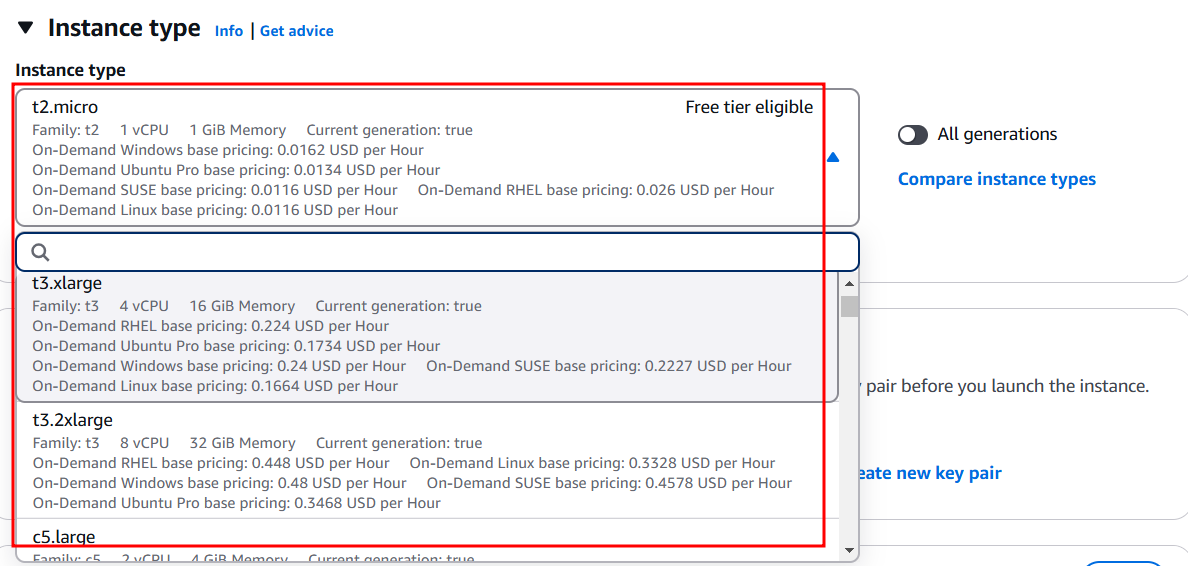 Instance type Info | Get advice
Instance type
t2.micro Free tier eligible
Family: t2 1 vCPU 1 GiB Memory Current generation: true
On-Demand Windows base pricing: 0.0162 USD per Hour
On-Demand Ubuntu Pro base pricing: 0.0134 USD per Hour
On-Demand SUSE base pricing: 0.0116 USD per Hour On-Demand RHEL base pricing: 0.026 USD per Hour
On-Demand Linux base pricing: 0.0116 USD per Hour
All generations
Compare instance types
t3.xlarge
Family: t3 4 vCPU 16 GiB Memory Current generation: true
On-Demand RHEL base pricing: 0.224 USD per Hour
On-Demand Ubuntu Pro base pricing: 0.1734 USD per Hour
On-Demand Windows base pricing: 0.24 USD per Hour On-Demand SUSE base pricing: 0.2227 USD per Hour
On-Demand Linux base pricing: 0.1664 USD per Hour
t3.2xlarge
Family: t3 8 vCPU 32 GiB Memory Current generation: true
On-Demand RHEL base pricing: 0.448 USD per Hour On-Demand Linux base pricing: 0.3328 USD per Hour
On-Demand Windows base pricing: 0.48 USD per Hour On-Demand SUSE base pricing: 0.4578 USD per Hour
On-Demand Ubuntu Pro base pricing: 0.3468 USD per Hour
c5.large
Family: c5 2 vCPU 4 GiB Memory Current generation: true
pair before you launch the instance.
eate new key pair